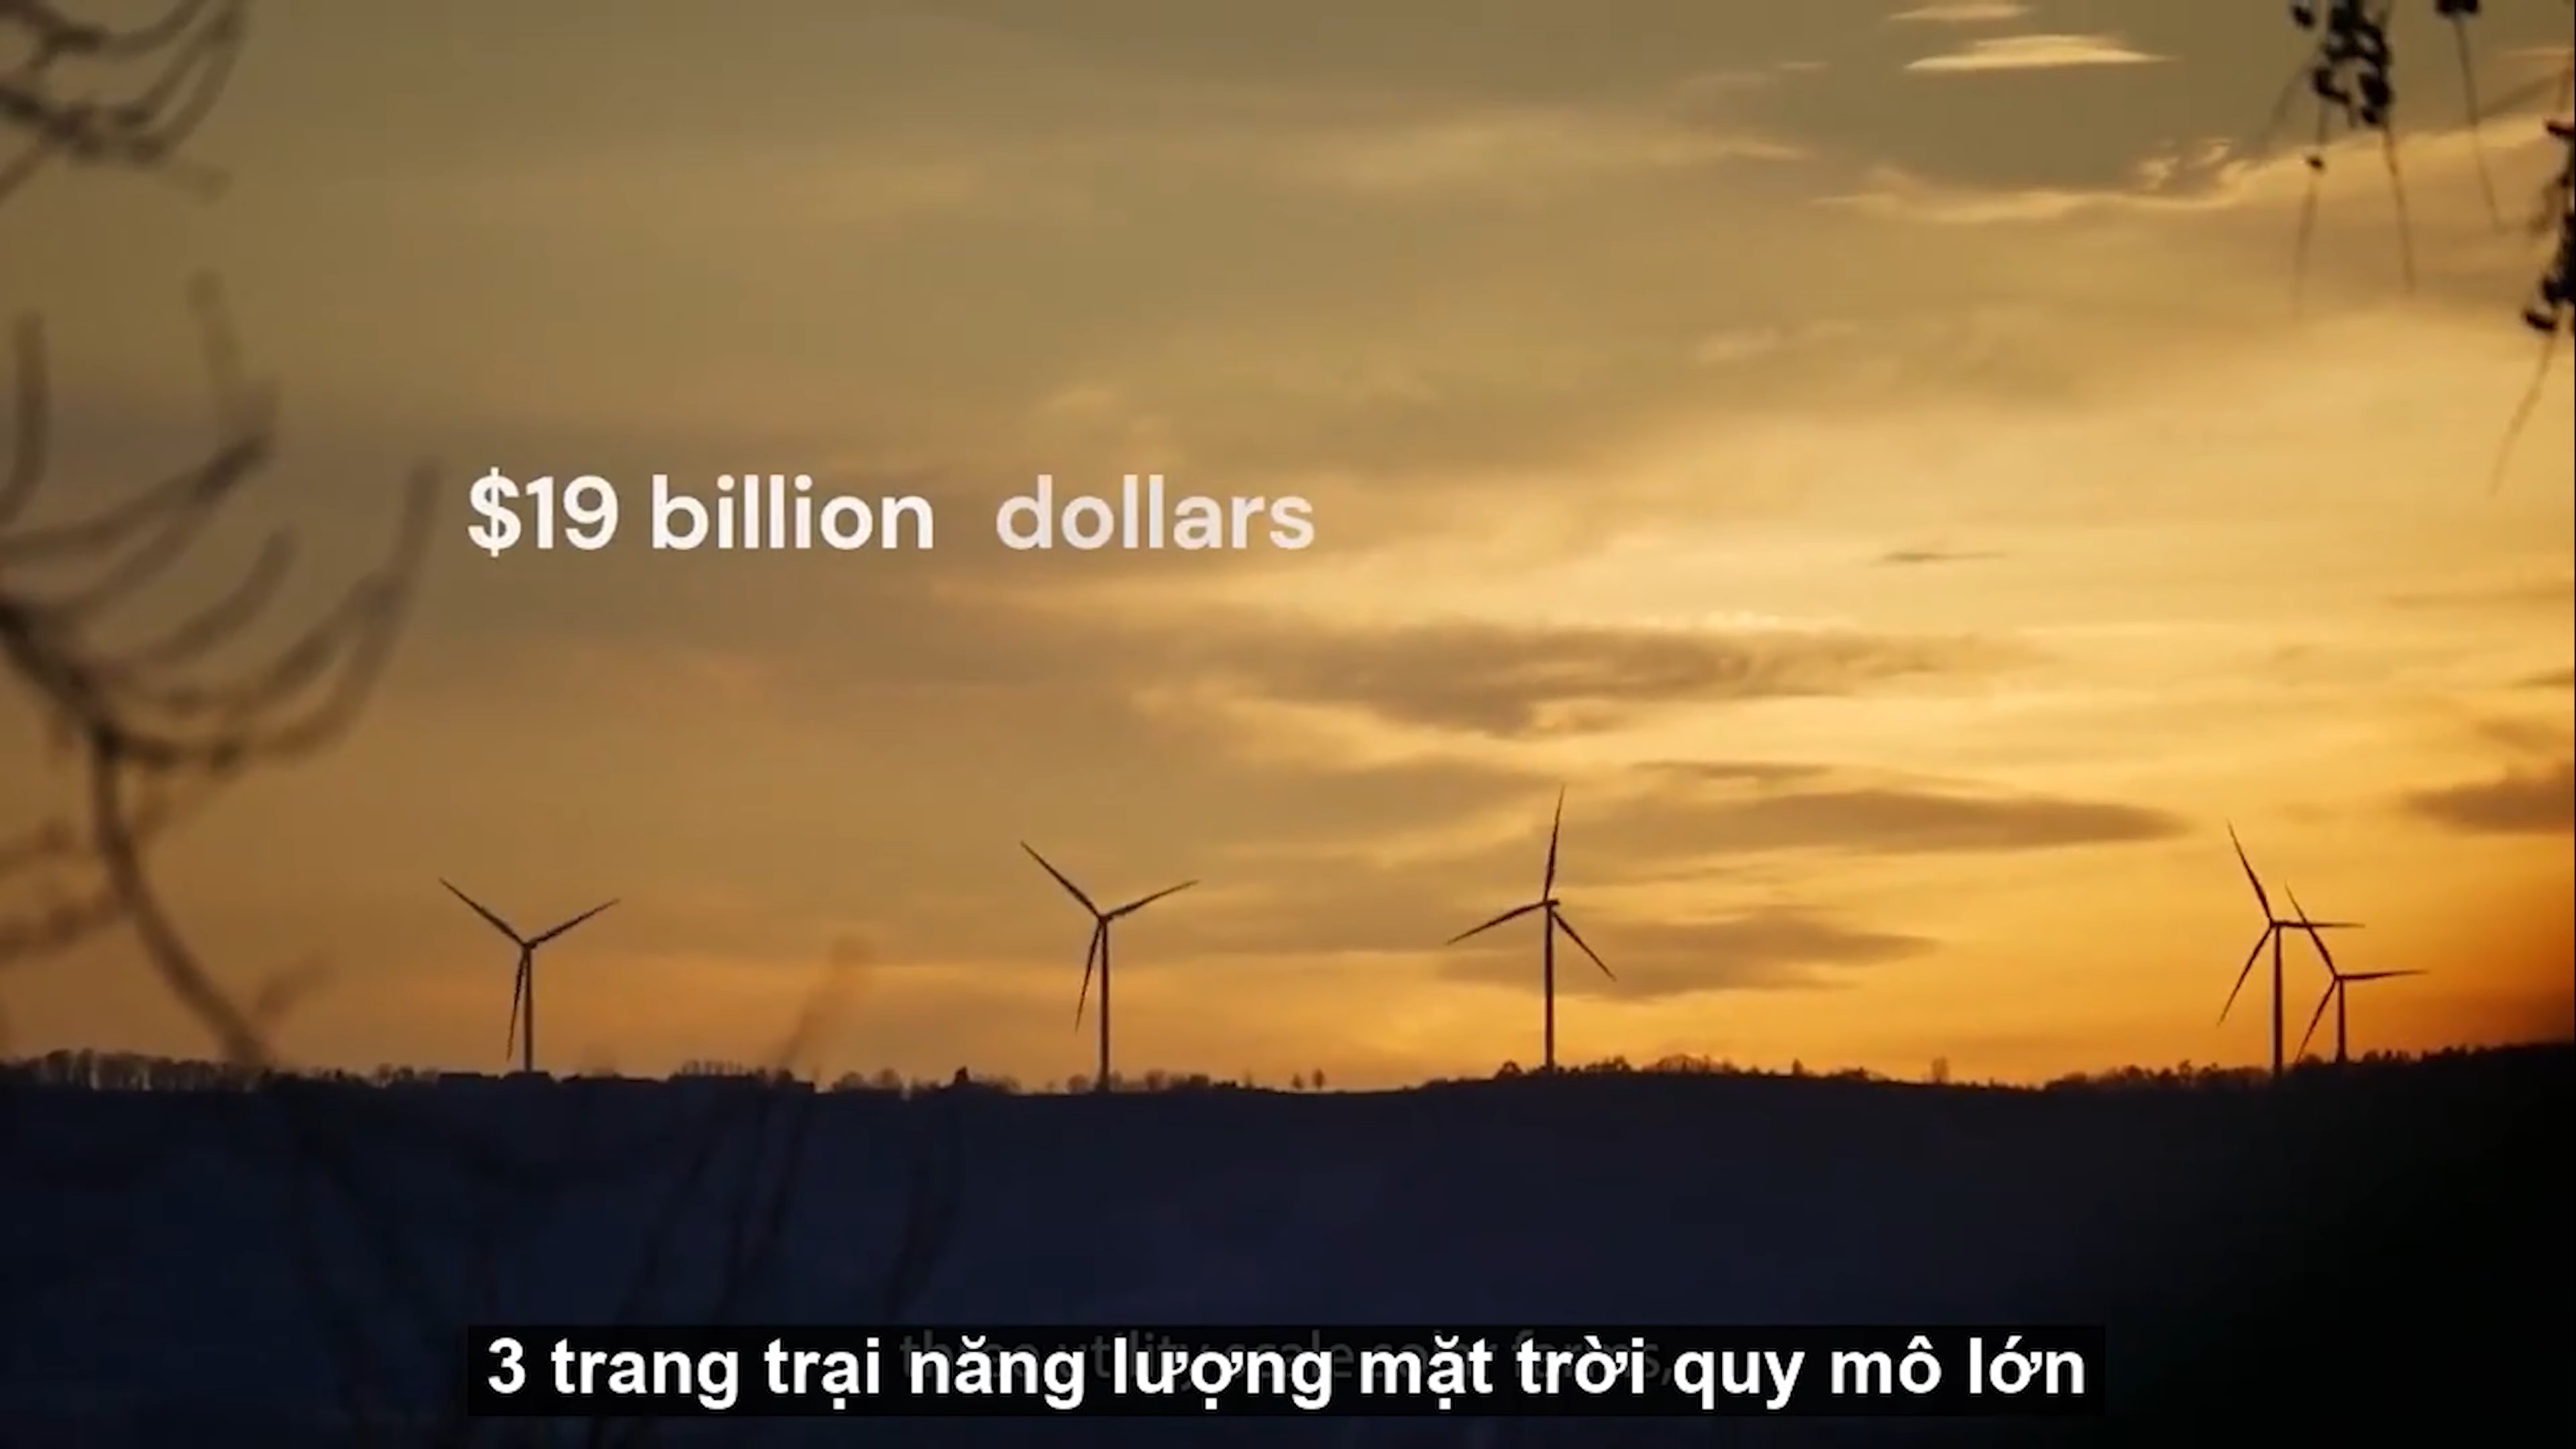 $19 billion dollars
3 trang trại năng lượng mặt trời quy mô lớn